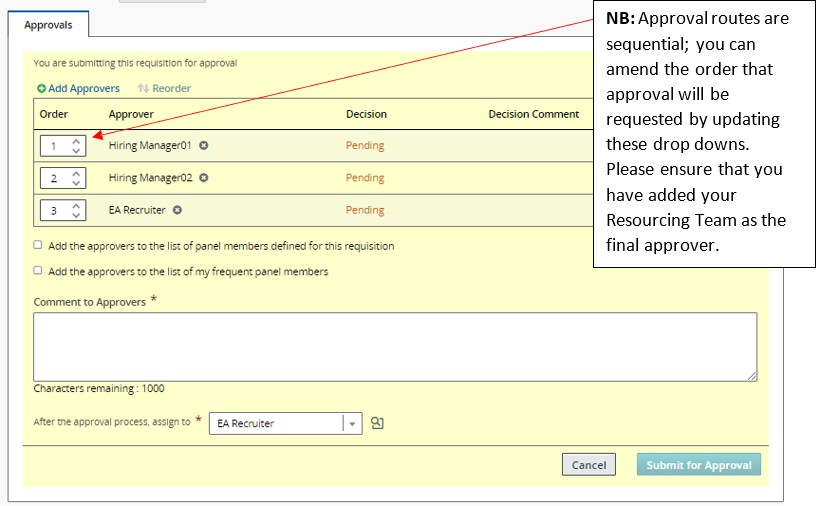 Approvals
NB: Approval routes are
sequential; you can
amend the order that
approval will be
requested by updating
these drop downs.
Please ensure that you
have added your
Resourcing Team as the
final approver.
You are submitting this requisition for approval
Add Approvers Reorder
Order Approver Decision Decision Comment
1 Hiring Manager01 Pending
2 Hiring Manager02 Pending
3 EA Recruiter Pending
Add the approvers to the list of panel members defined for this requisition
Add the approvers to the list of my frequent panel members
Comment to Approvers *
Characters remaining : 1000
After the approval process, assign to * EA Recruiter
Cancel Submit for Approval